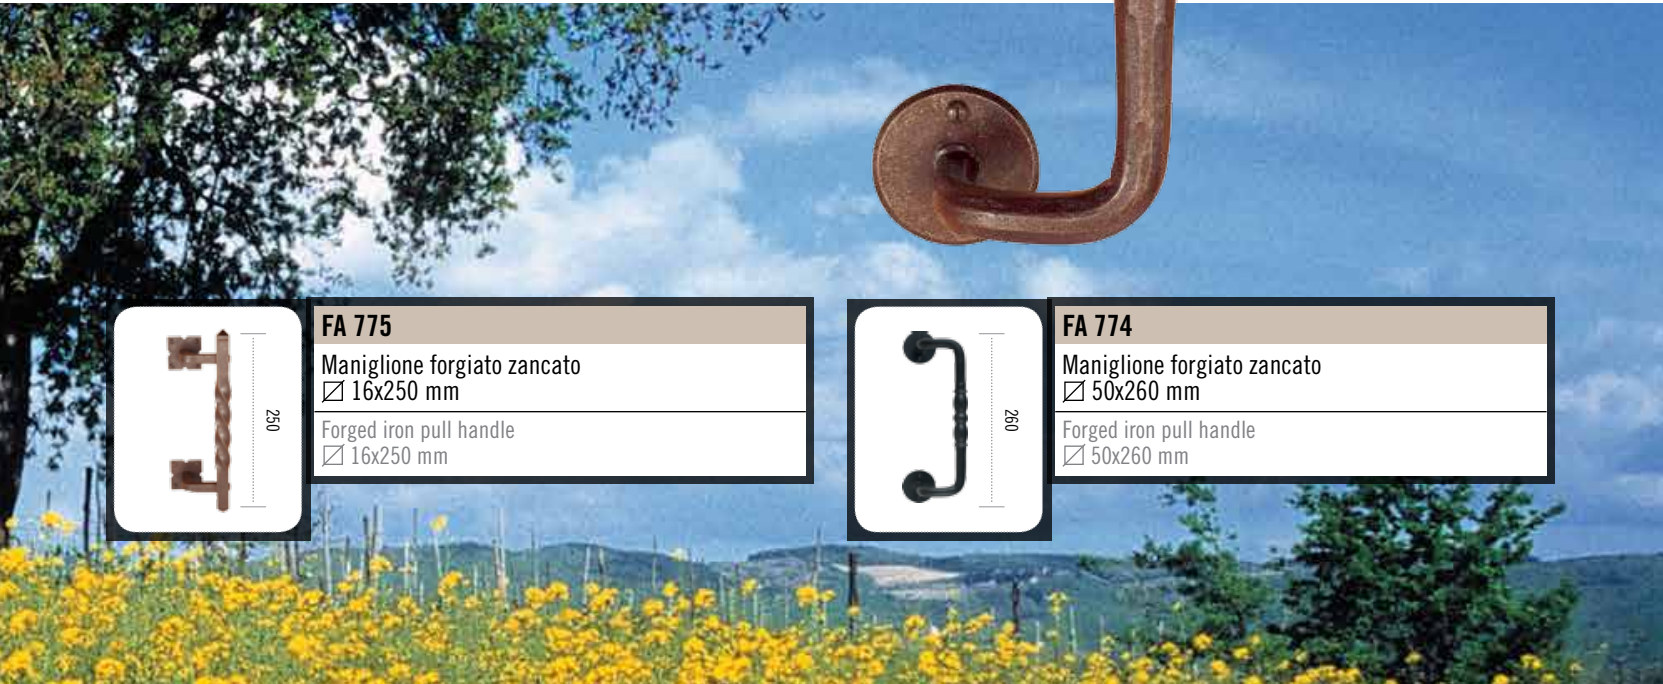 FA 775
Maniglione forgiato zancato
16x250 mm
Forged iron pull handle
16x250 mm
250
FA 774
Maniglione forgiato zancato
50x260 mm
Forged iron pull handle
50x260 mm
260